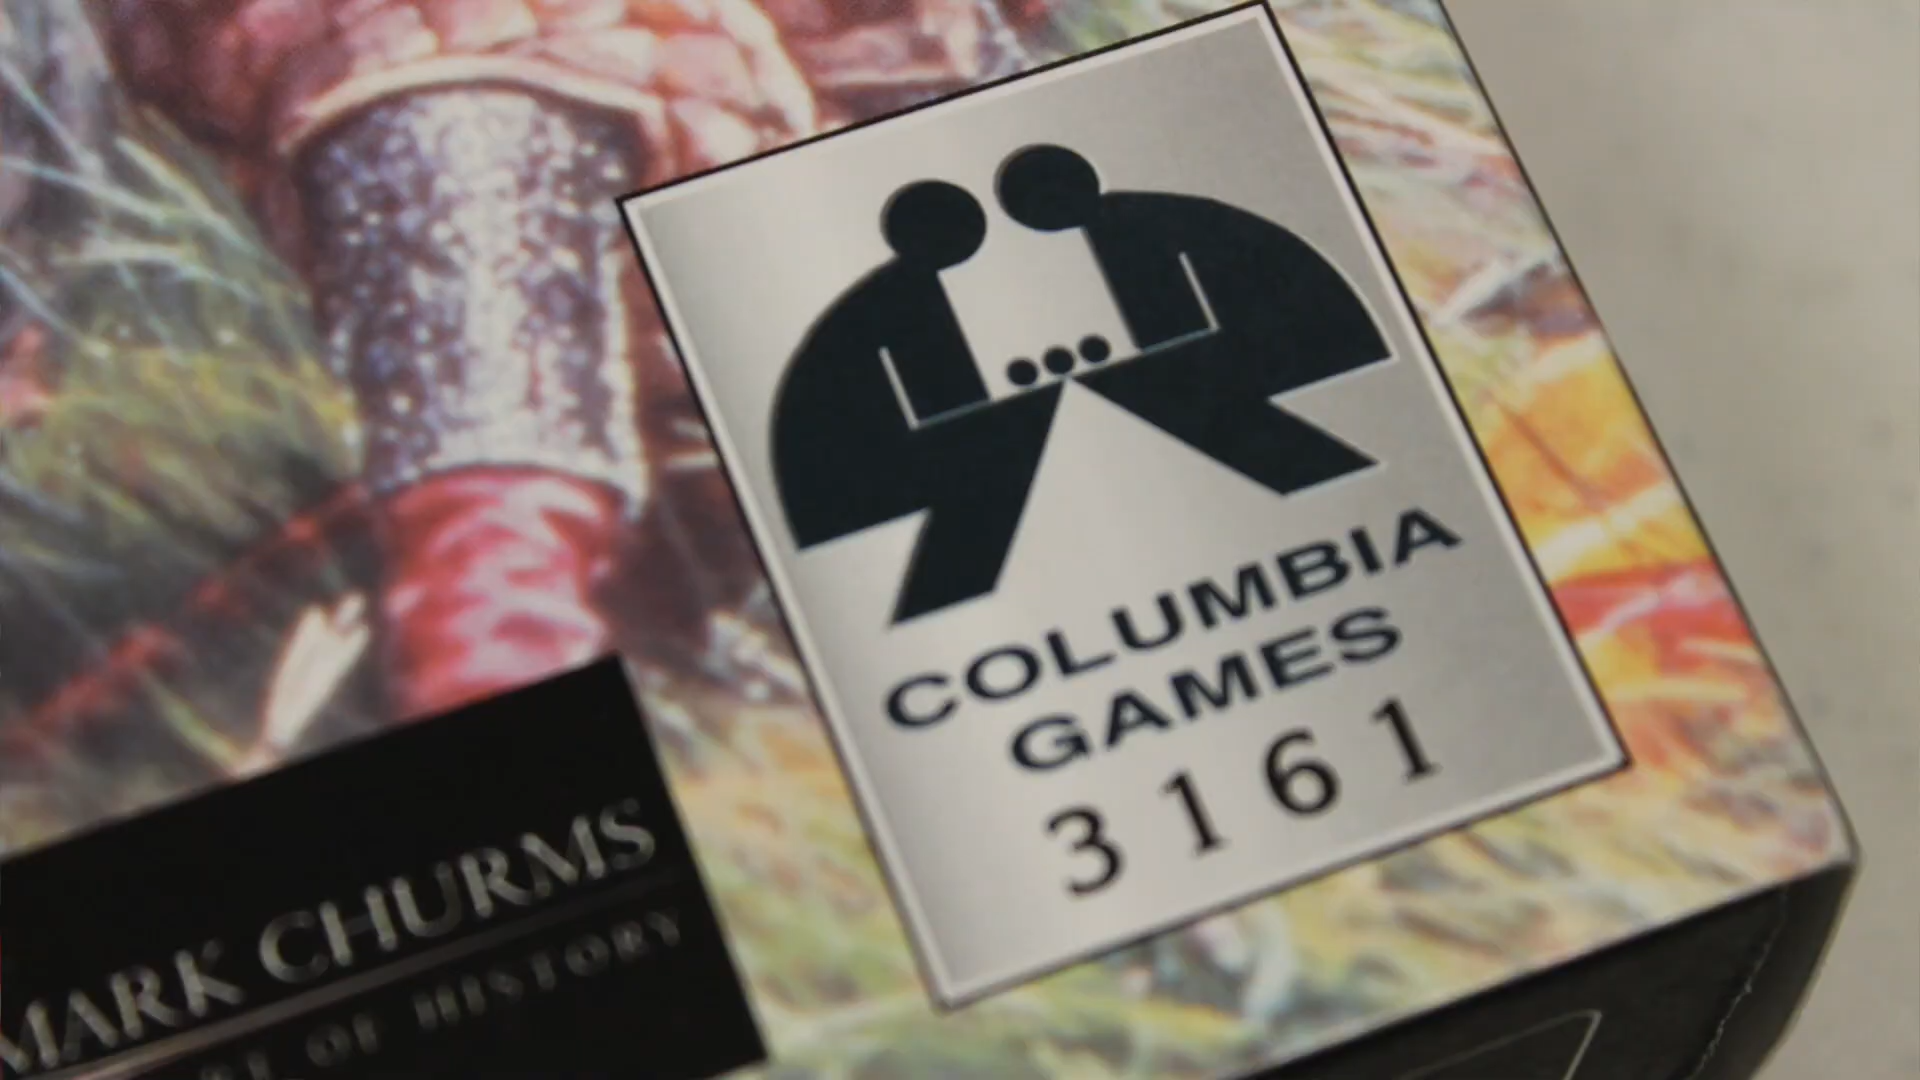 COLUMBIA
GAMES
3161
MARK CHURMS
OF HISTORY